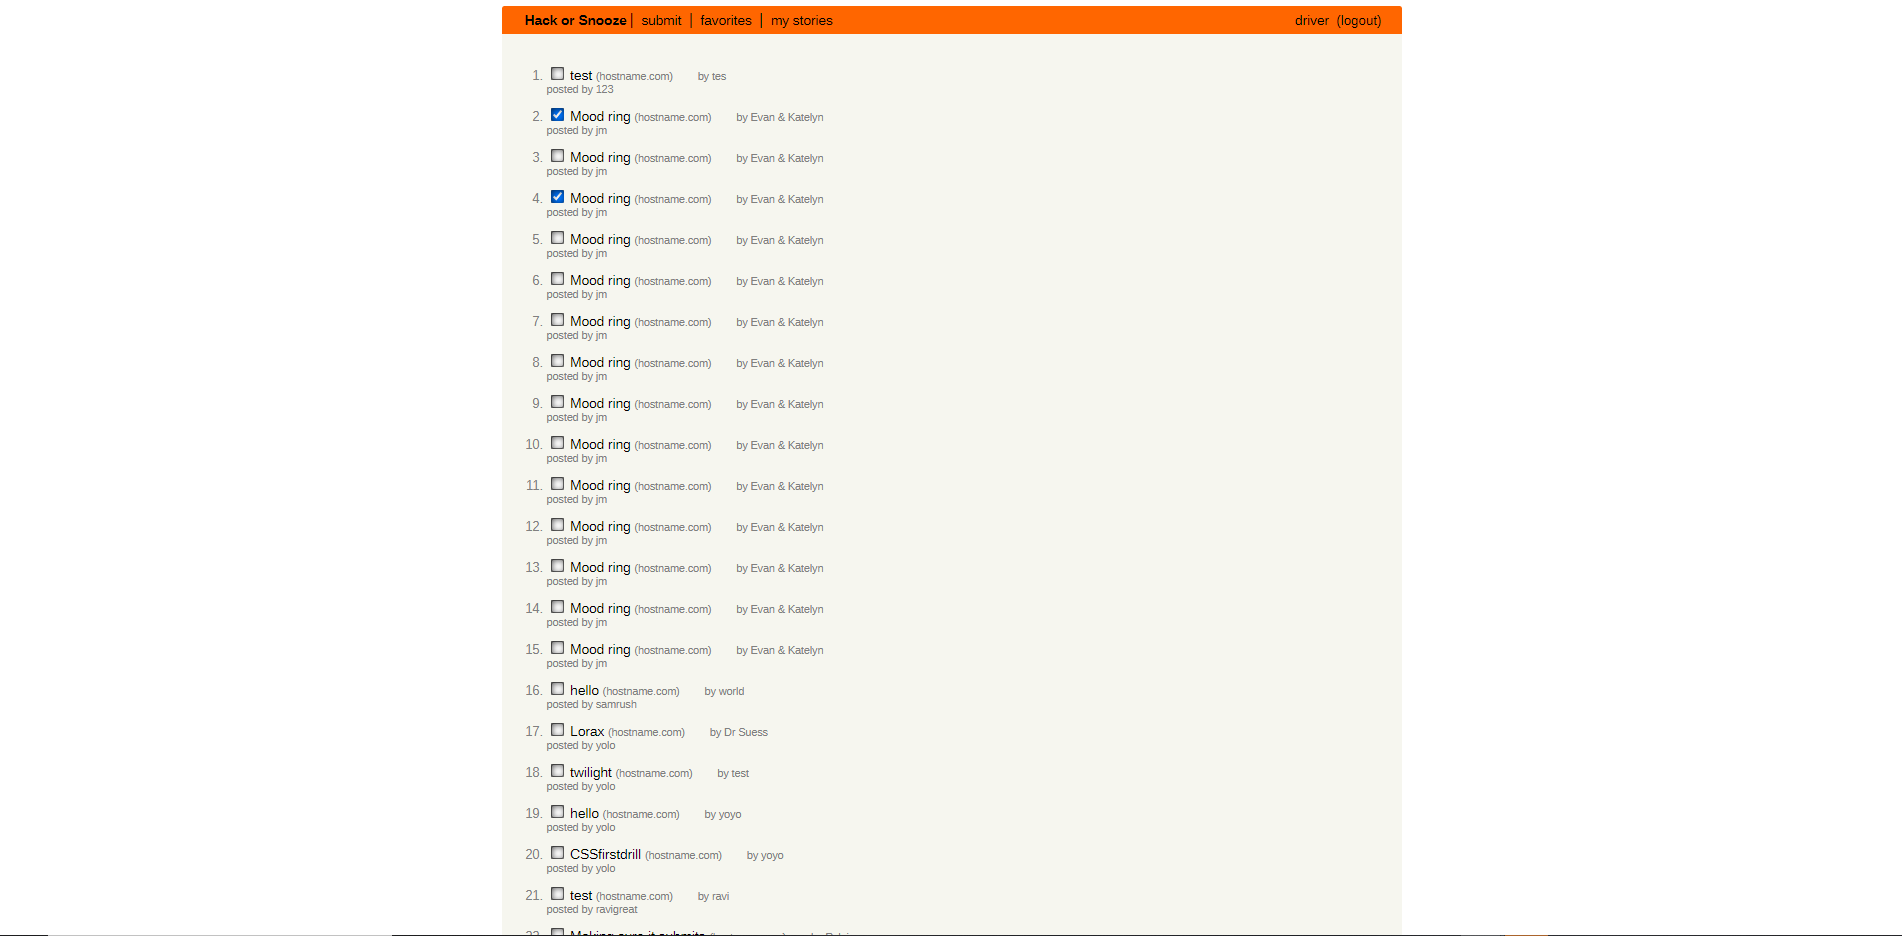 Hack or Snooze | submit | favorites | my stories driver (logout)
1. test (hostname.com) by tes
posted by 123
2. Mood ring (hostname.com) by Evan & Katelyn
posted by jm
3. Mood ring (hostname.com) by Evan & Katelyn
posted by jm
4. Mood ring (hostname.com) by Evan & Katelyn
posted by jm
5. Mood ring (hostname.com) by Evan & Katelyn
posted by jm
6. Mood ring (hostname.com) by Evan & Katelyn
posted by jm
7. Mood ring (hostname.com) by Evan & Katelyn
posted by jm
8. Mood ring (hostname.com) by Evan & Katelyn
posted by jm
9. Mood ring (hostname.com) by Evan & Katelyn
posted by jm
10. Mood ring (hostname.com) by Evan & Katelyn
posted by jm
11. Mood ring (hostname.com) by Evan & Katelyn
posted by jm
12. Mood ring (hostname.com) by Evan & Katelyn
posted by jm
13. Mood ring (hostname.com) by Evan & Katelyn
posted by jm
14. Mood ring (hostname.com) by Evan & Katelyn
posted by jm
15. Mood ring (hostname.com) by Evan & Katelyn
posted by jm
16. hello (hostname.com) by world
posted by samrush
17. Lorax (hostname.com) by Dr Suess
posted by yolo
18. twilight (hostname.com) by test
posted by yolo
19. hello (hostname.com) by yoyo
posted by yolo
20. CSSfirstdrill (hostname.com) by yoyo
posted by yolo
21. test (hostname.com) by ravi
posted by ravigreat
22. Making sure it submits